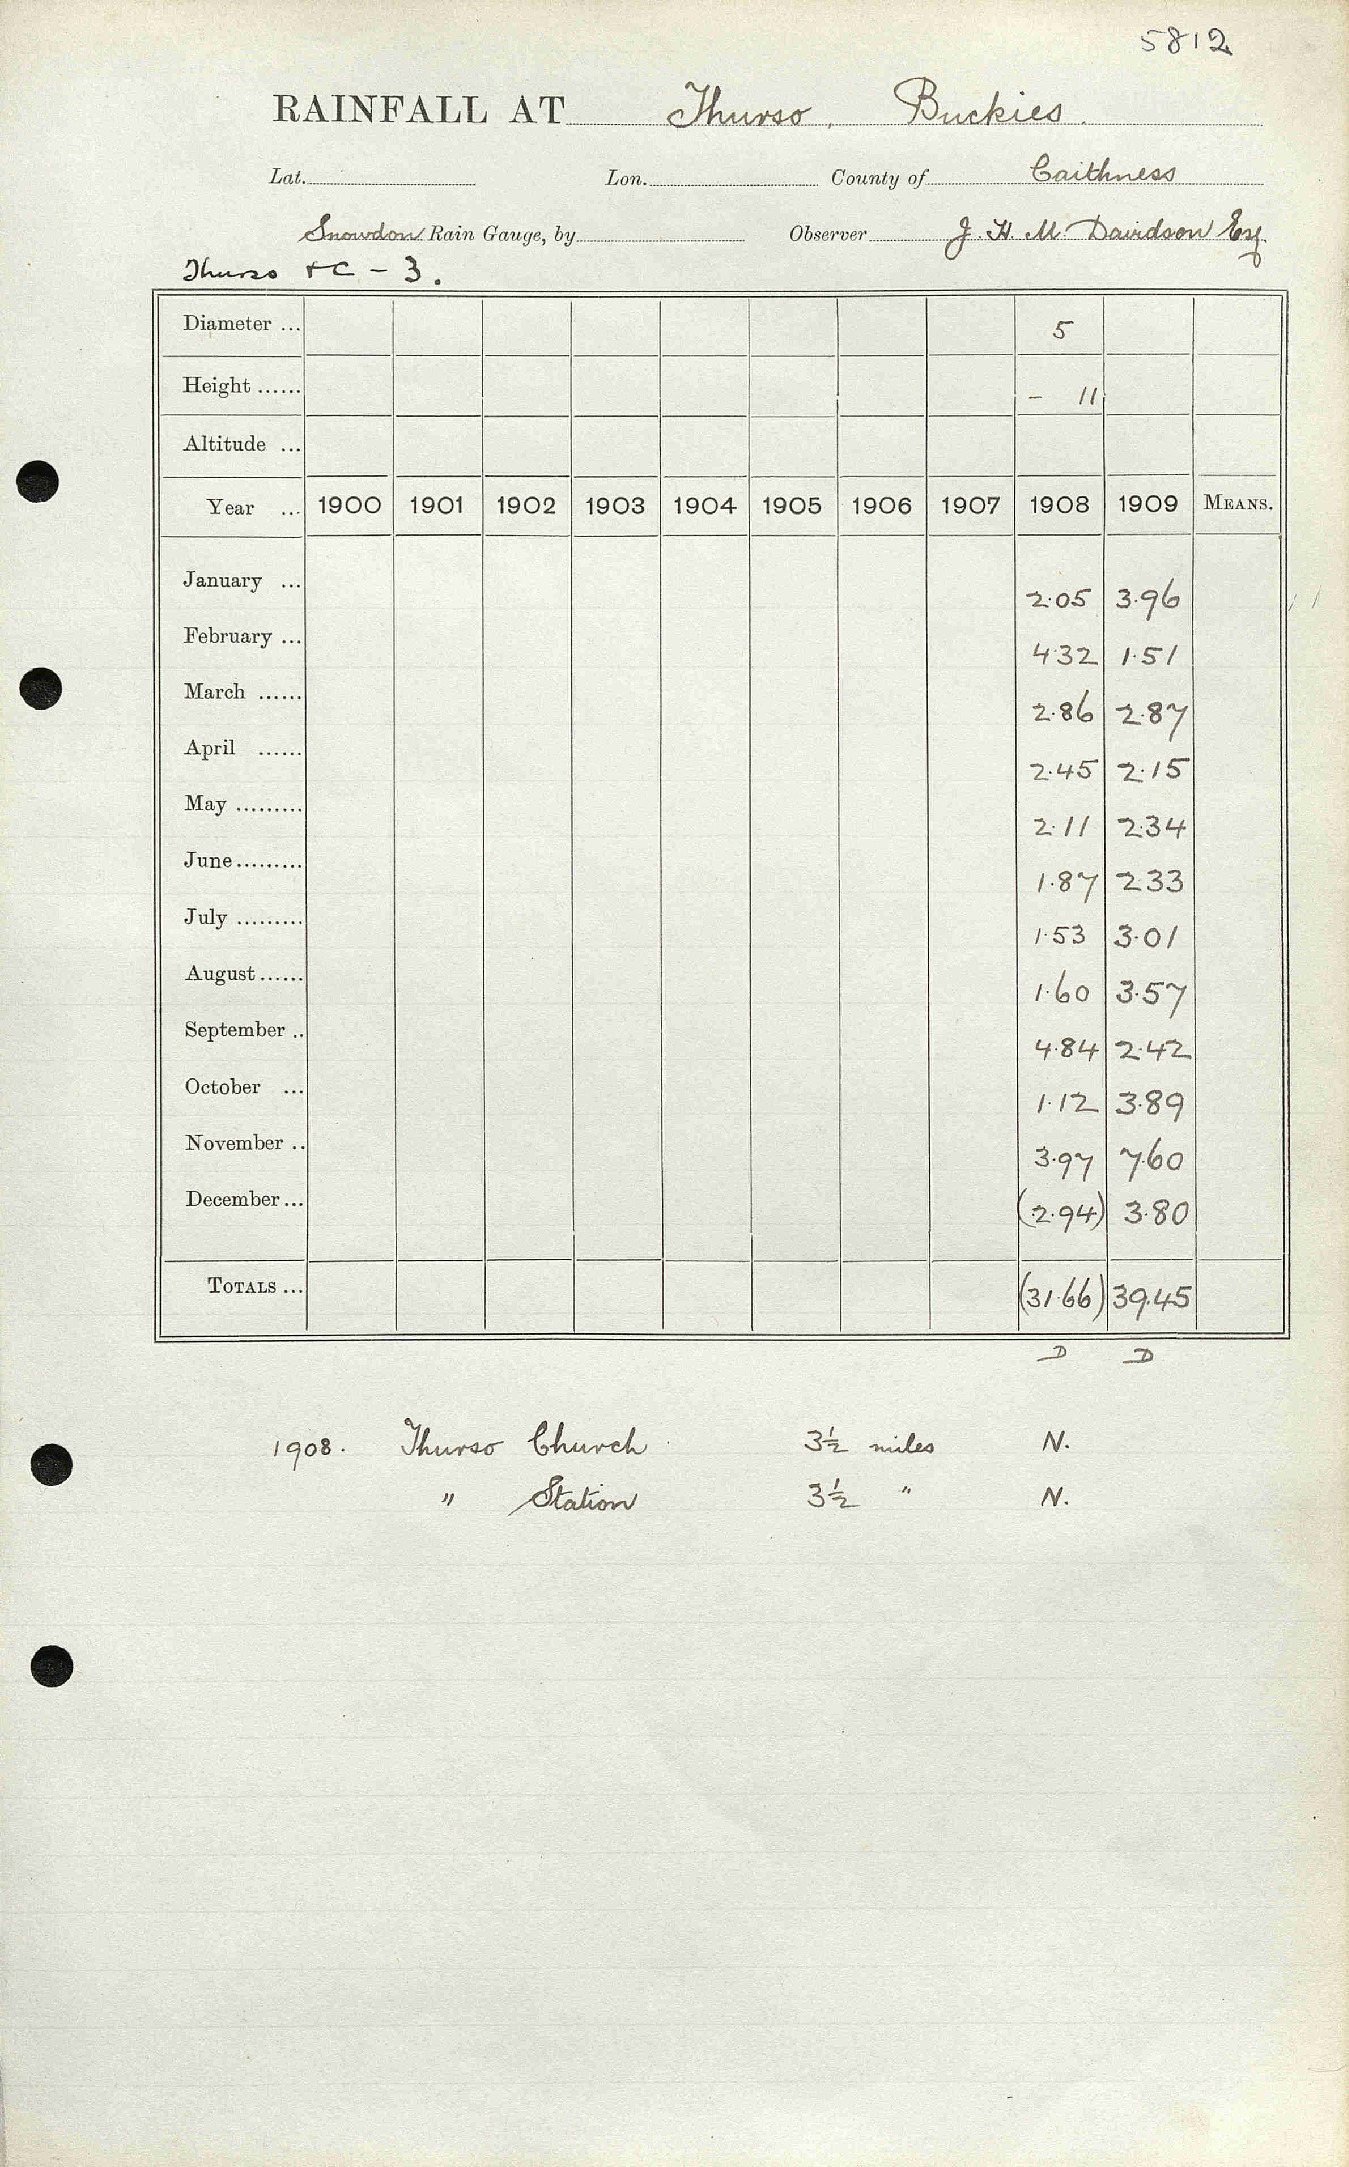 5812
RAINFALL AT Thurso, Buckies.
Lat. Lon. County of Caithness
Snowdon Rain Gauge, by Observer J. H. M. Davidson Esq.
Thurso + C - 3.
Diameter ... 5
Height ...... - 11
Altitude ...
Year ... 1900 1901 1902 1903 1904 1905 1906 1907 1908 1909 MEANS.
January ... 2.05 3.96
February ... 4.32 1.51
March ...... 2.86 2.87
April ...... 2.45 2.15
May ......... 2.11 2.34
June ......... 1.87 2.33
July ......... 1.53 3.01
August ...... 1.60 3.57
September .. 4.84 2.42
October ... 1.12 3.89
November .. 3.97 7.60
December ... (2.94) 3.80
TOTALS ... (31.66) 39.45
D D
1908. Thurso Church 3½ miles N.
" Station 3½ " N.